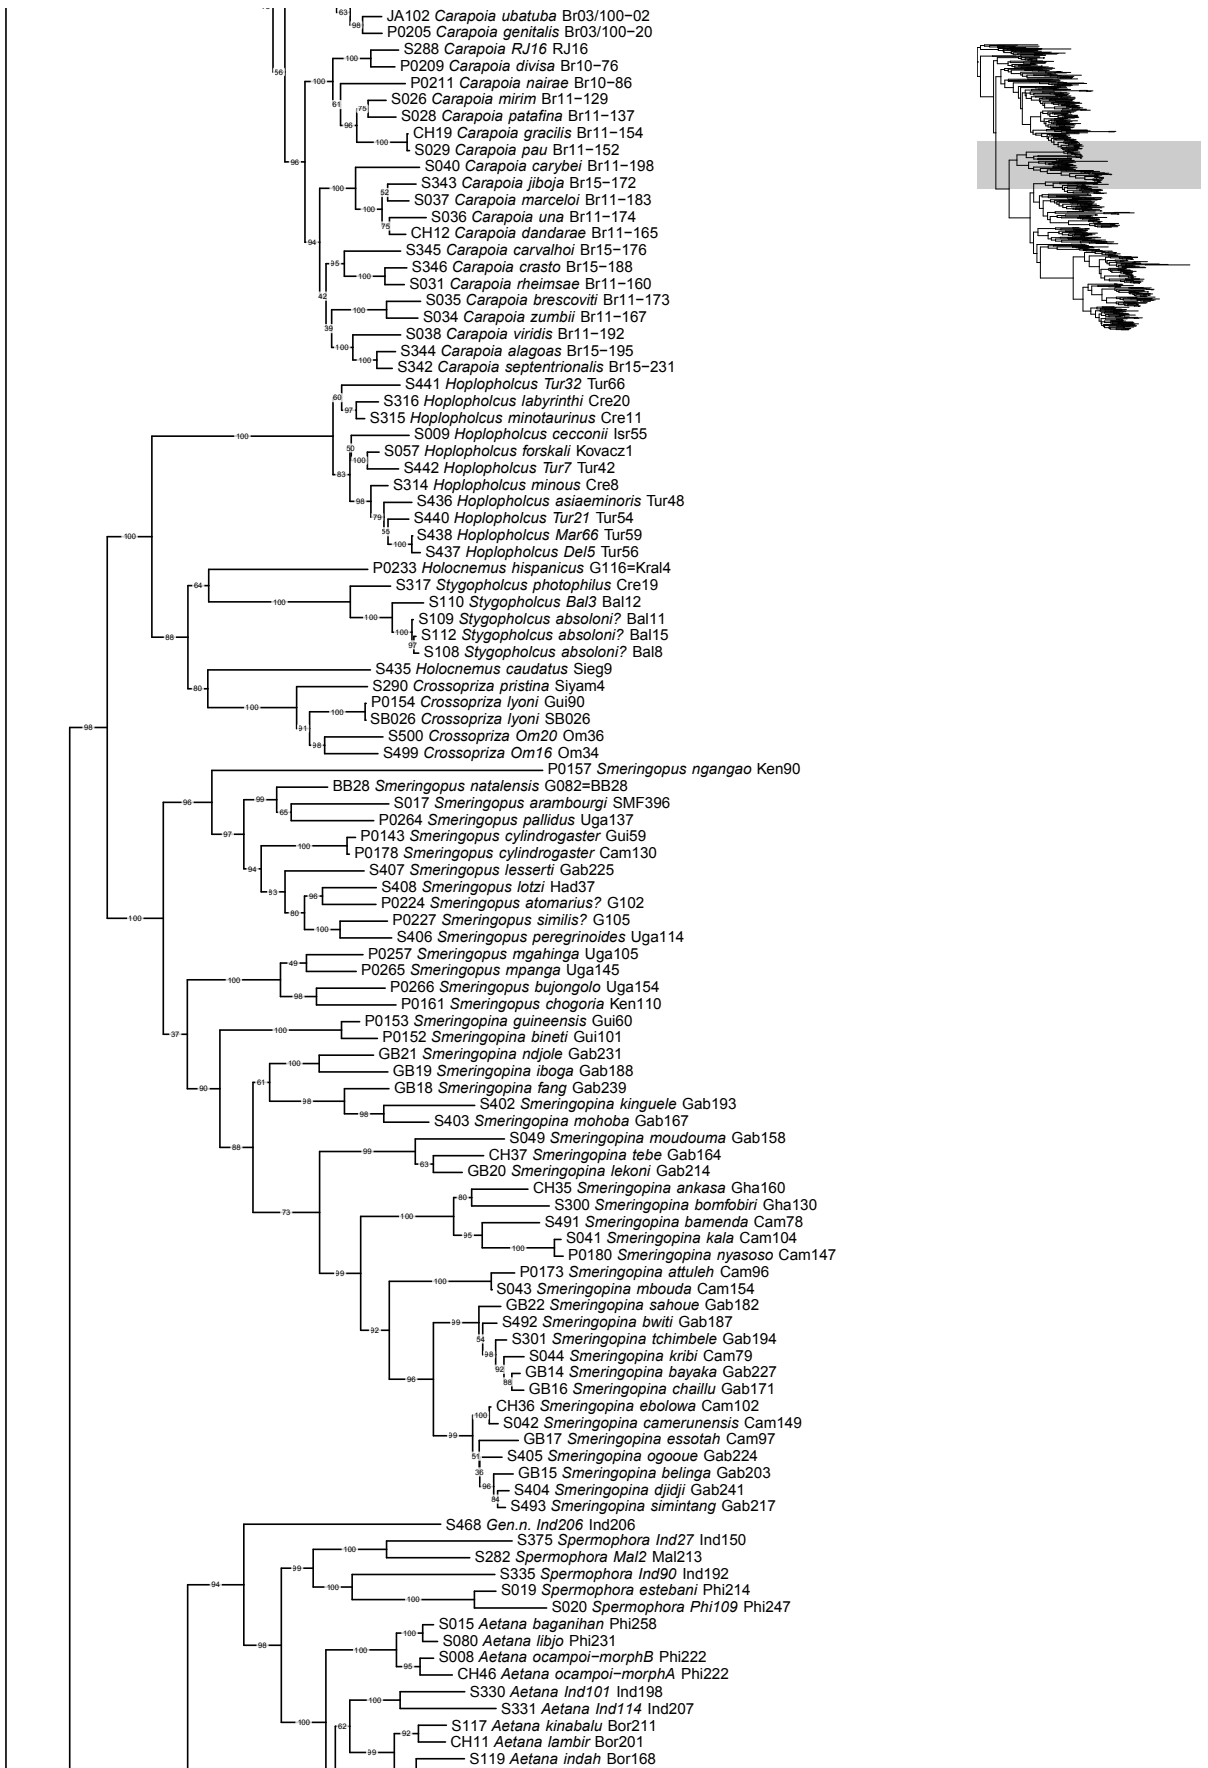 JA102 Carapoia ubatuba Br03/100−02
P0205 Carapoia genitalis Br03/100−20
S288 Carapoia RJ16 RJ16
P0209 Carapoia divisa Br10−76
P0211 Carapoia nairae Br10−86
S026 Carapoia mirim Br11−129
S028 Carapoia patafina Br11−137
CH19 Carapoia gracilis Br11−154
S029 Carapoia pau Br11−152
S040 Carapoia carybei Br11−198
S343 Carapoia jiboja Br15−172
S037 Carapoia marceloi Br11−183
S036 Carapoia una Br11−174
CH12 Carapoia dandarae Br11−165
S345 Carapoia carvalhoi Br15−176
S346 Carapoia crasto Br15−188
S031 Carapoia rheimsae Br11−160
S035 Carapoia brescoviti Br11−173
S034 Carapoia zumbii Br11−167
S038 Carapoia viridis Br11−192
S344 Carapoia alagoas Br15−195
S342 Carapoia septentrionalis Br15−231
S441 Hoplopholcus Tur32 Tur66
S316 Hoplopholcus labyrinthi Cre20
S315 Hoplopholcus minotaurinus Cre11
S009 Hoplopholcus cecconii Isr55
S057 Hoplopholcus forskali Kovacz1
S442 Hoplopholcus Tur7 Tur42
S314 Hoplopholcus minous Cre8
S436 Hoplopholcus asiaeminoris Tur48
S440 Hoplopholcus Tur21 Tur54
S438 Hoplopholcus Mar66 Tur59
S437 Hoplopholcus Del5 Tur56
P0233 Holocnemus hispanicus G116=Kral4
S317 Stygopholcus photophilus Cre19
S110 Stygopholcus Bal3 Bal12
S109 Stygopholcus absoloni? Bal11
S112 Stygopholcus absoloni? Bal15
S108 Stygopholcus absoloni? Bal8
S435 Holocnemus caudatus Sieg9
S290 Crossopriza pristina Siyam4
P0154 Crossopriza lyoni Gui90
SB026 Crossopriza lyoni SB026
S500 Crossopriza Om20 Om36
S499 Crossopriza Om16 Om34
P0157 Smeringopus ngangao Ken90
BB28 Smeringopus natalensis G082=BB28
S017 Smeringopus arambourgi SMF396
P0264 Smeringopus pallidus Uga137
P0143 Smeringopus cylindrogaster Gui59
P0178 Smeringopus cylindrogaster Cam130
S407 Smeringopus lesserti Gab225
S408 Smeringopus lotzi Had37
P0224 Smeringopus atomarius? G102
P0227 Smeringopus similis? G105
S406 Smeringopus peregrinoides Uga114
P0257 Smeringopus mgahinga Uga105
P0265 Smeringopus mpanga Uga145
P0266 Smeringopus bujongolo Uga154
P0161 Smeringopus chogoria Ken110
P0153 Smeringopina guineensis Gui60
P0152 Smeringopina bineti Gui101
GB21 Smeringopina ndjole Gab231
GB19 Smeringopina iboga Gab188
GB18 Smeringopina fang Gab239
S402 Smeringopina kinguele Gab193
S403 Smeringopina mohoba Gab167
S049 Smeringopina moudouma Gab158
CH37 Smeringopina tebe Gab164
GB20 Smeringopina lekoni Gab214
CH35 Smeringopina ankasa Gha160
S300 Smeringopina bomfobiri Gha130
S491 Smeringopina bamenda Cam78
S041 Smeringopina kala Cam104
P0180 Smeringopina nyasoso Cam147
P0173 Smeringopina attuleh Cam96
S043 Smeringopina mbouda Cam154
GB22 Smeringopina sahoue Gab182
S492 Smeringopina bwiti Gab187
S301 Smeringopina tchimbele Gab194
S044 Smeringopina kribi Cam79
GB14 Smeringopina bayaka Gab227
GB16 Smeringopina chaillu Gab171
CH36 Smeringopina ebolowa Cam102
S042 Smeringopina camerunensis Cam149
GB17 Smeringopina essotah Cam97
S405 Smeringopina ogooue Gab224
GB15 Smeringopina belinga Gab203
S404 Smeringopina djidji Gab241
S493 Smeringopina simintang Gab217
S468 Gen.n. Ind206 Ind206
S375 Spermophora Ind27 Ind150
S282 Spermophora Mal2 Mal213
S335 Spermophora Ind90 Ind192
S019 Spermophora estebani Phi214
S020 Spermophora Phi109 Phi247
S015 Aetana baganihan Phi258
S080 Aetana libjo Phi231
S008 Aetana ocampoi−morphB Phi222
CH46 Aetana ocampoi−morphA Phi222
S330 Aetana Ind101 Ind198
S331 Aetana Ind114 Ind207
S117 Aetana kinabalu Bor211
CH11 Aetana lambir Bor201
S119 Aetana indah Bor168